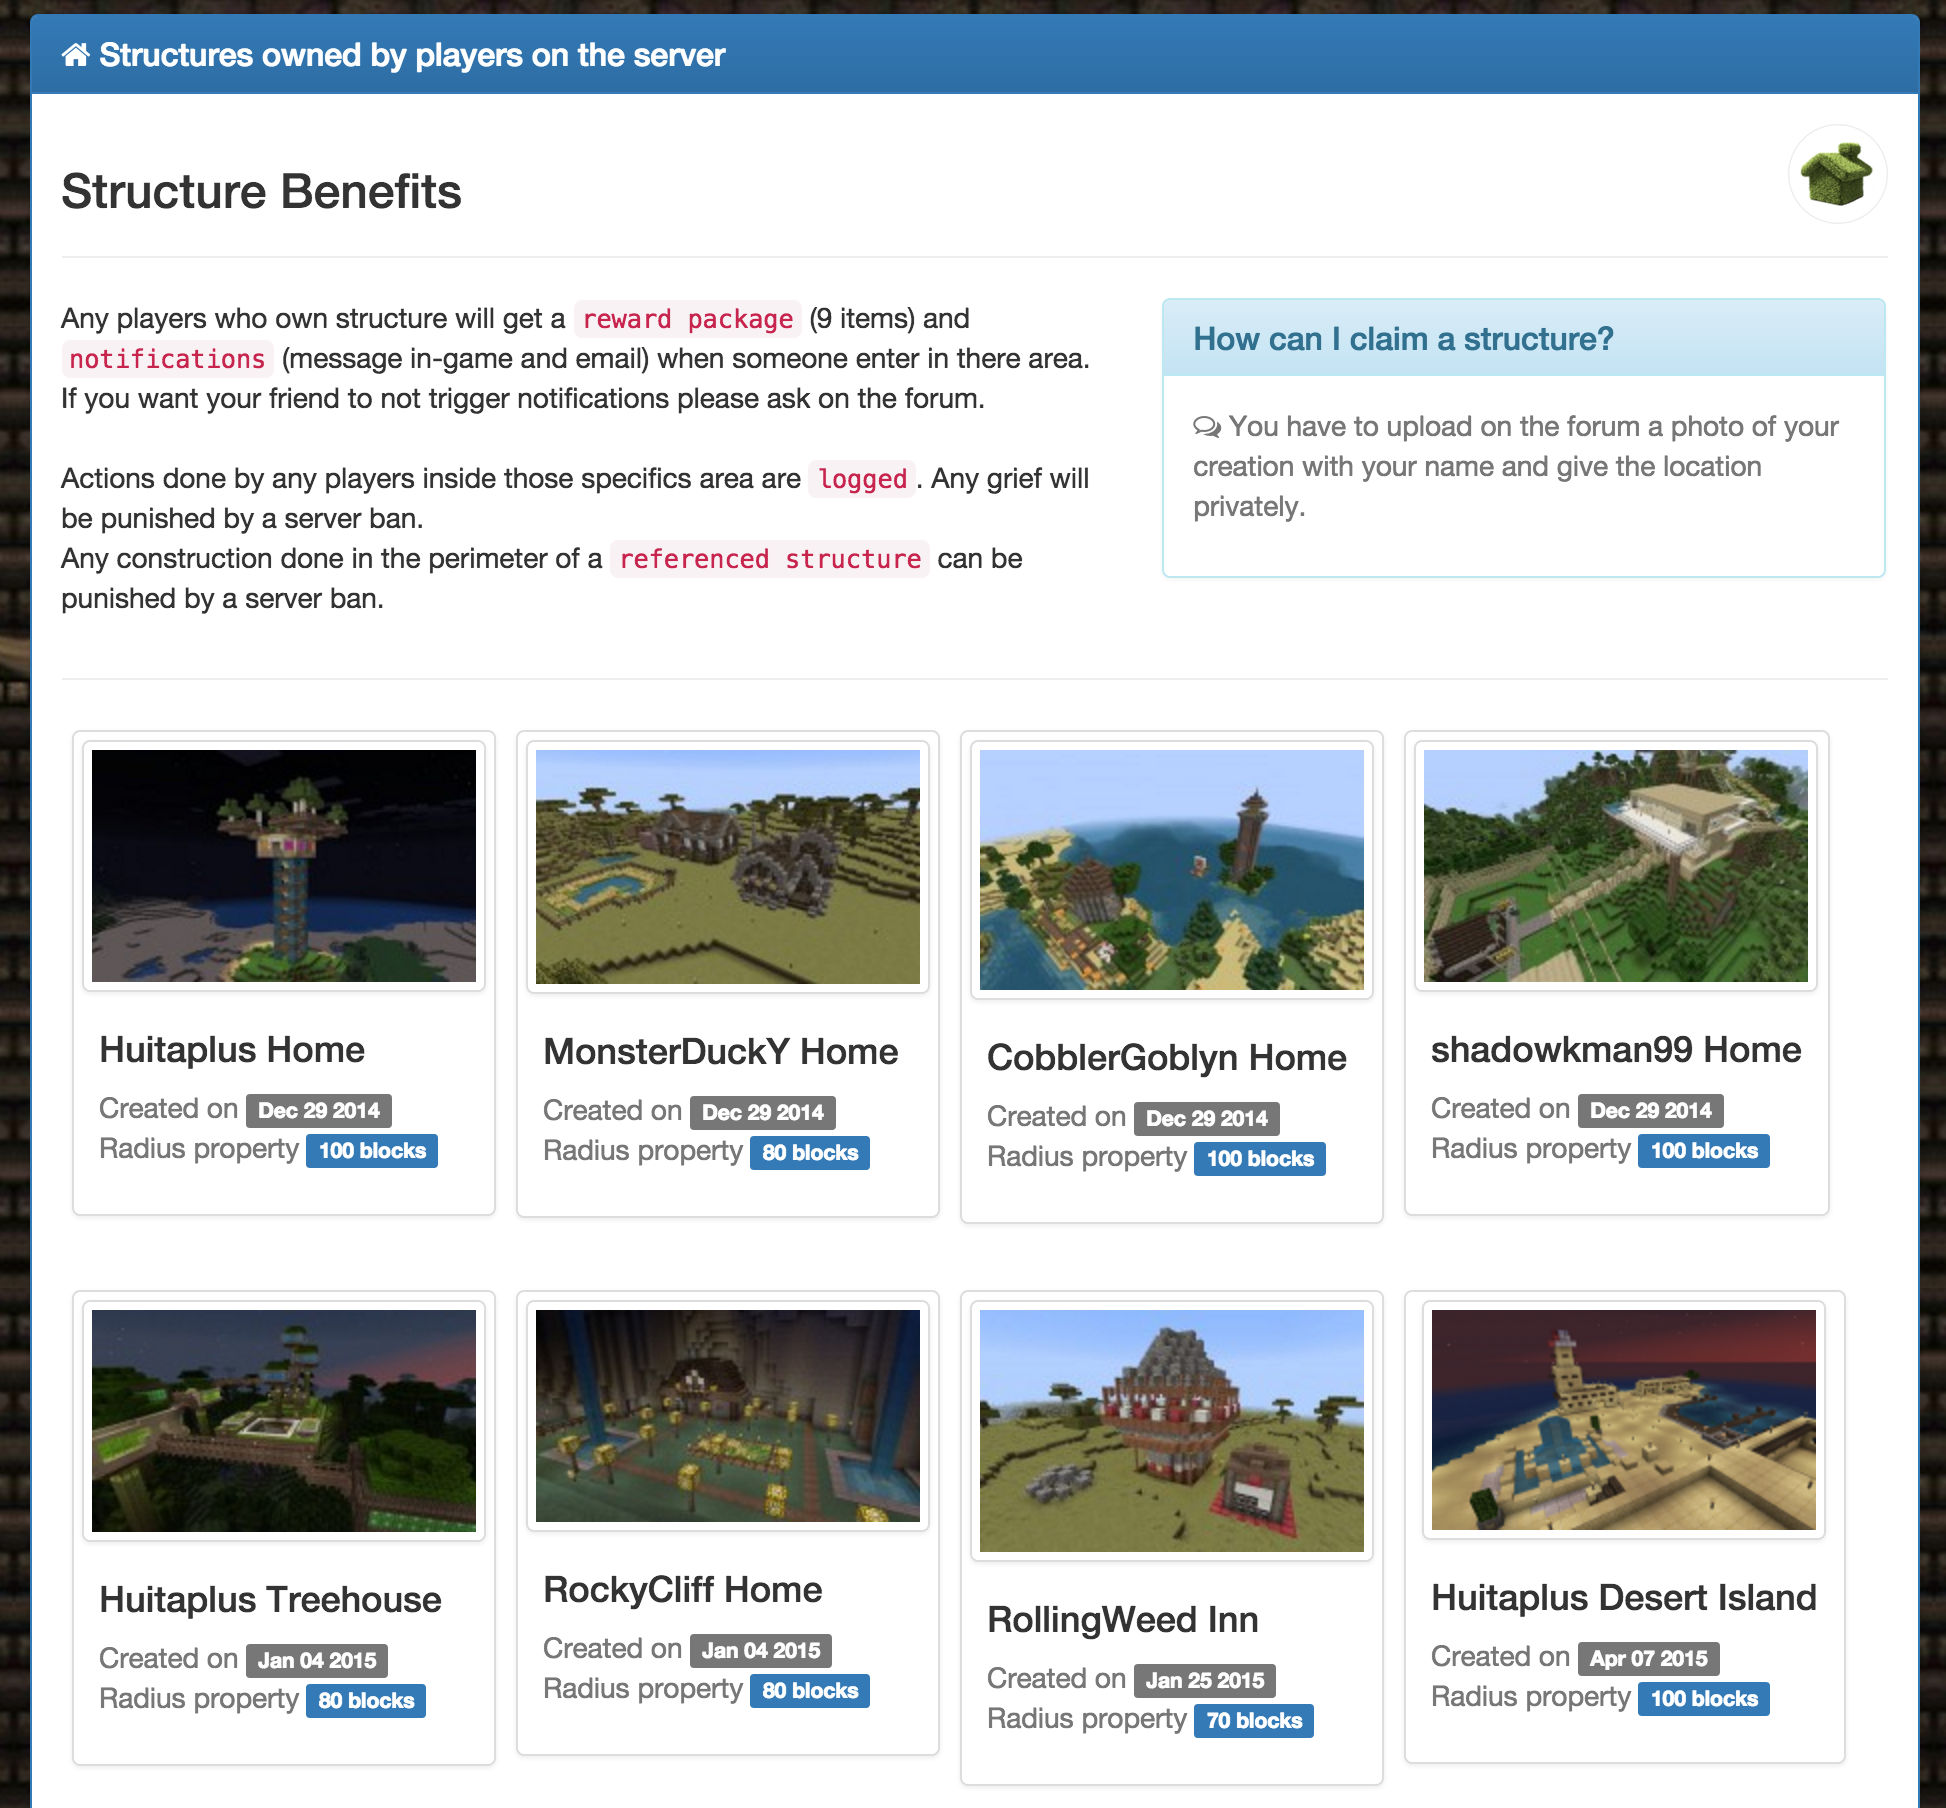 Structures owned by players on the server
Structure Benefits
Any players who own structure will get a reward package (9 items) and
notifications (message in-game and email) when someone enter in there area.
If you want your friend to not trigger notifications please ask on the forum.
Actions done by any players inside those specifics area are logged. Any grief will
be punished by a server ban.
Any construction done in the perimeter of a referenced structure can be
punished by a server ban.
How can I claim a structure?
You have to upload on the forum a photo of your
creation with your name and give the location
privately.
Huitaplus Home
Created on Dec 29 2014
Radius property 100 blocks
MonsterDuckY Home
Created on Dec 29 2014
Radius property 80 blocks
CobblerGoblyn Home
Created on Dec 29 2014
Radius property 100 blocks
shadowkman99 Home
Created on Dec 29 2014
Radius property 100 blocks
Huitaplus Treehouse
Created on Jan 04 2015
Radius property 80 blocks
RockyCliff Home
Created on Jan 04 2015
Radius property 80 blocks
RollingWeed Inn
Created on Jan 25 2015
Radius property 70 blocks
Huitaplus Desert Island
Created on Apr 07 2015
Radius property 100 blocks